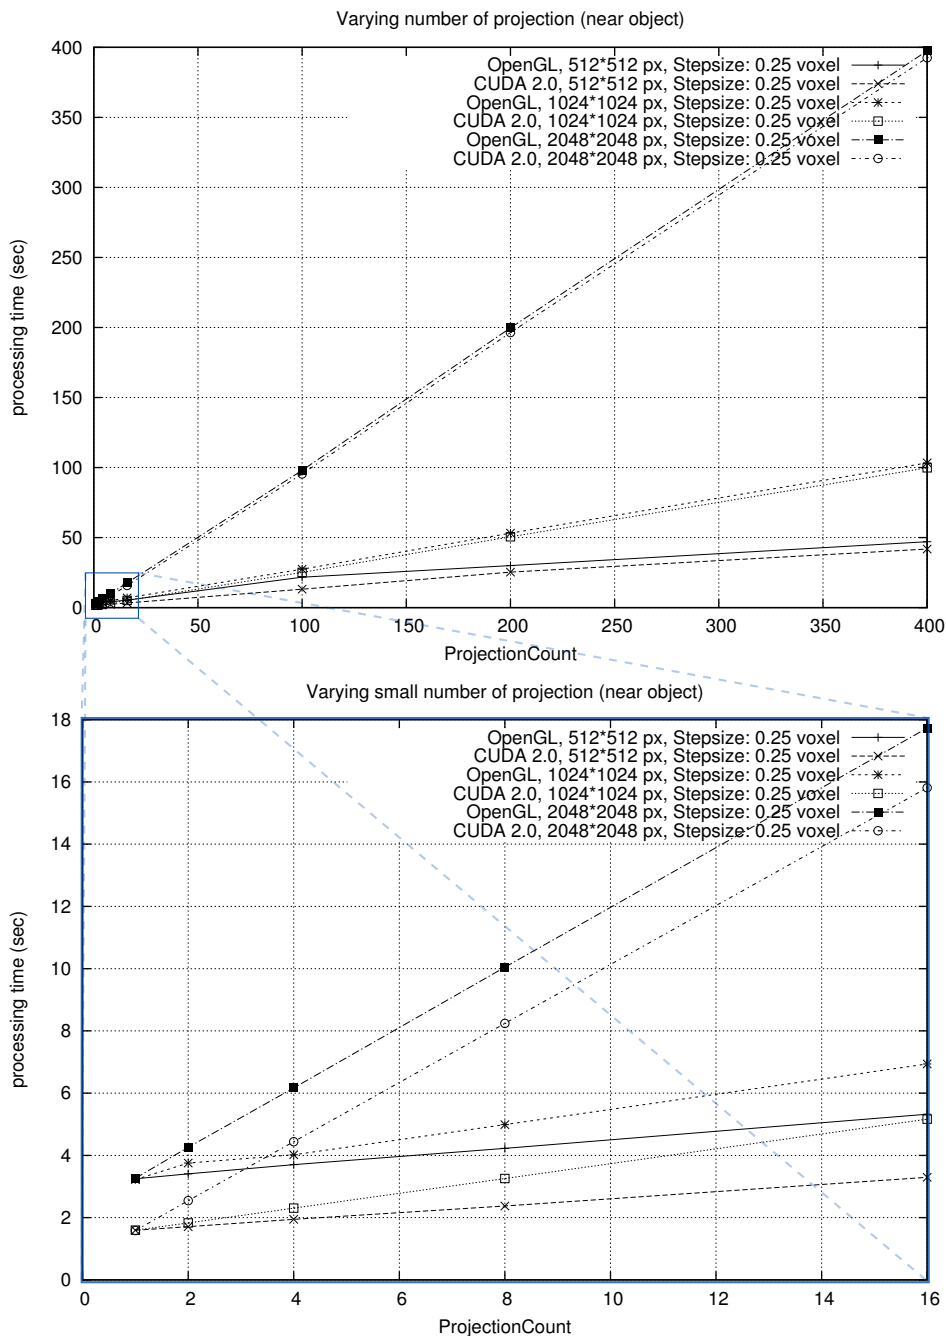 Varying number of projection (near object)
400
350
300
250
200
150
100
50
0
processing time (sec)
OpenGL, 512*512 px, Stepsize: 0.25 voxel
CUDA 2.0, 512*512 px, Stepsize: 0.25 voxel
OpenGL, 1024*1024 px, Stepsize: 0.25 voxel
CUDA 2.0, 1024*1024 px, Stepsize: 0.25 voxel
OpenGL, 2048*2048 px, Stepsize: 0.25 voxel
CUDA 2.0, 2048*2048 px, Stepsize: 0.25 voxel
0 50 100 150 200 250 300 350 400
ProjectionCount
Varying small number of projection (near object)
18
16
14
12
10
8
6
4
2
0
processing time (sec)
OpenGL, 512*512 px, Stepsize: 0.25 voxel
CUDA 2.0, 512*512 px, Stepsize: 0.25 voxel
OpenGL, 1024*1024 px, Stepsize: 0.25 voxel
CUDA 2.0, 1024*1024 px, Stepsize: 0.25 voxel
OpenGL, 2048*2048 px, Stepsize: 0.25 voxel
CUDA 2.0, 2048*2048 px, Stepsize: 0.25 voxel
0 2 4 6 8 10 12 14 16
ProjectionCount